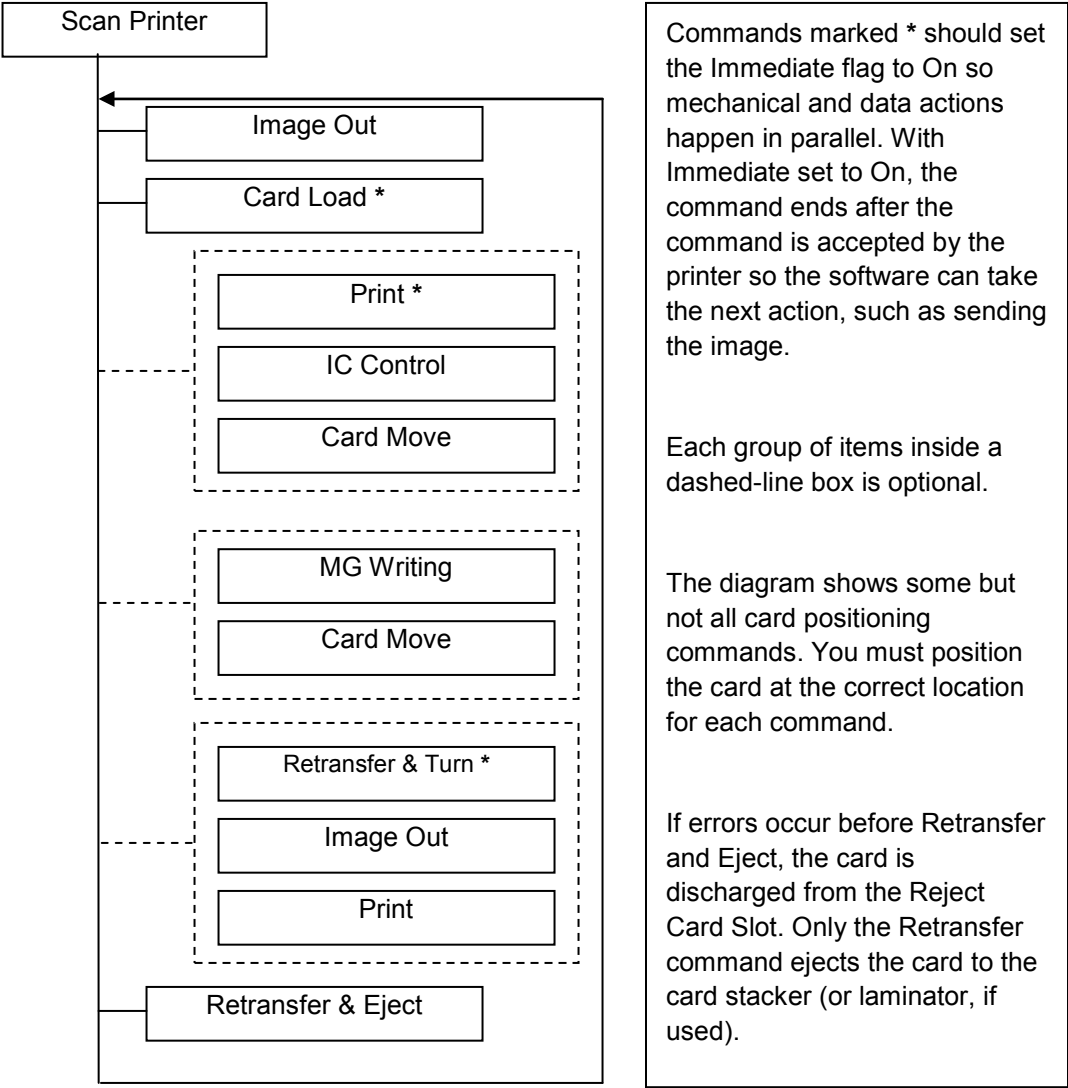 Scan Printer
Image Out
Card Load *
Print *
IC Control
Card Move
MG Writing
Card Move
Retransfer & Turn *
Image Out
Print
Retransfer & Eject
Commands marked * should set
the Immediate flag to On so
mechanical and data actions
happen in parallel. With
Immediate set to On, the
command ends after the
command is accepted by the
printer so the software can take
the next action, such as sending
the image.
Each group of items inside a
dashed-line box is optional.
The diagram shows some but
not all card positioning
commands. You must position
the card at the correct location
for each command.
If errors occur before Retransfer
and Eject, the card is
discharged from the Reject
Card Slot. Only the Retransfer
command ejects the card to the
card stacker (or laminator, if
used).